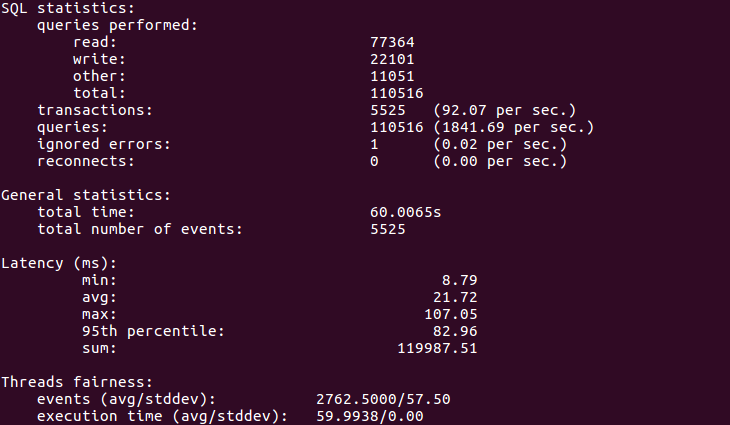 SQL statistics:
queries performed:
read: 77364
write: 22101
other: 11051
total: 110516
transactions: 5525 (92.07 per sec.)
queries: 110516 (1841.69 per sec.)
ignored errors: 1 (0.02 per sec.)
reconnects: 0 (0.00 per sec.)
General statistics:
total time: 60.0065s
total number of events: 5525
Latency (ms):
min: 8.79
avg: 21.72
max: 107.05
95th percentile: 82.96
sum: 119987.51
Threads fairness:
events (avg/stddev): 2762.5000/57.50
execution time (avg/stddev): 59.9938/0.00